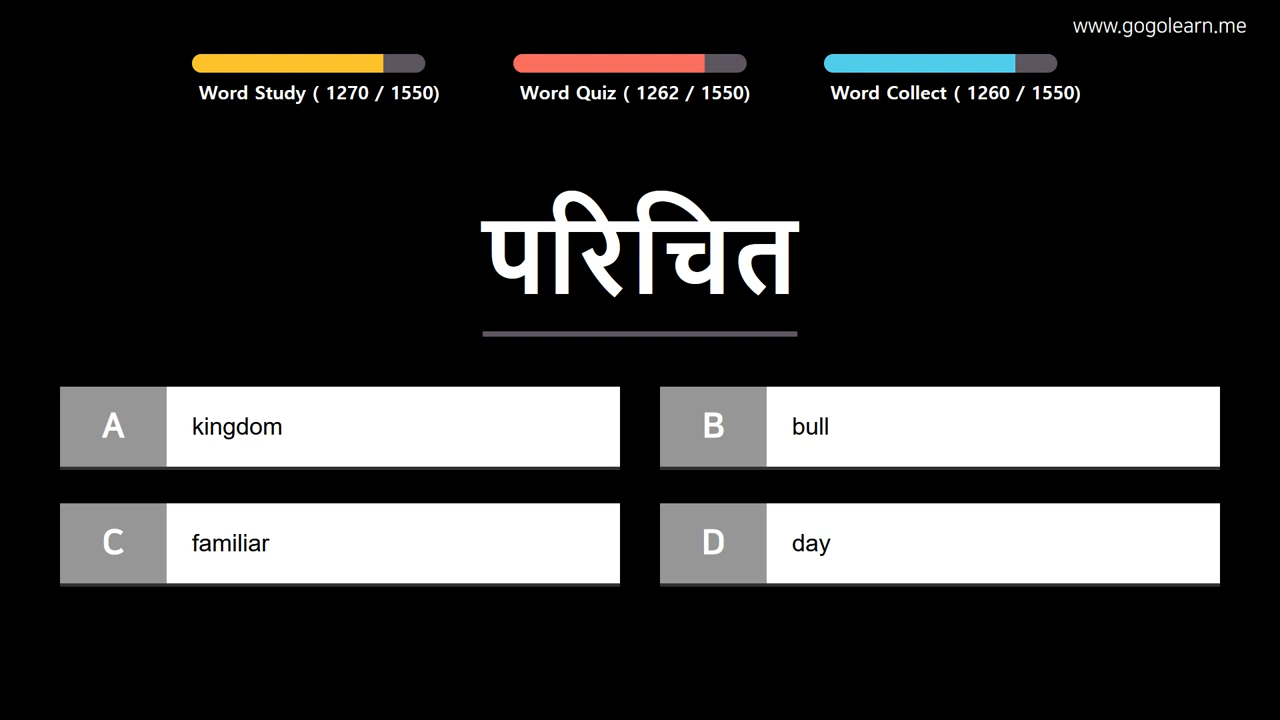 www.gogolearn.me
Word Study ( 1270 / 1550)
Word Quiz ( 1262 / 1550)
Word Collect ( 1260 / 1550)
परिचित
A kingdom
B bull
C familiar
D day